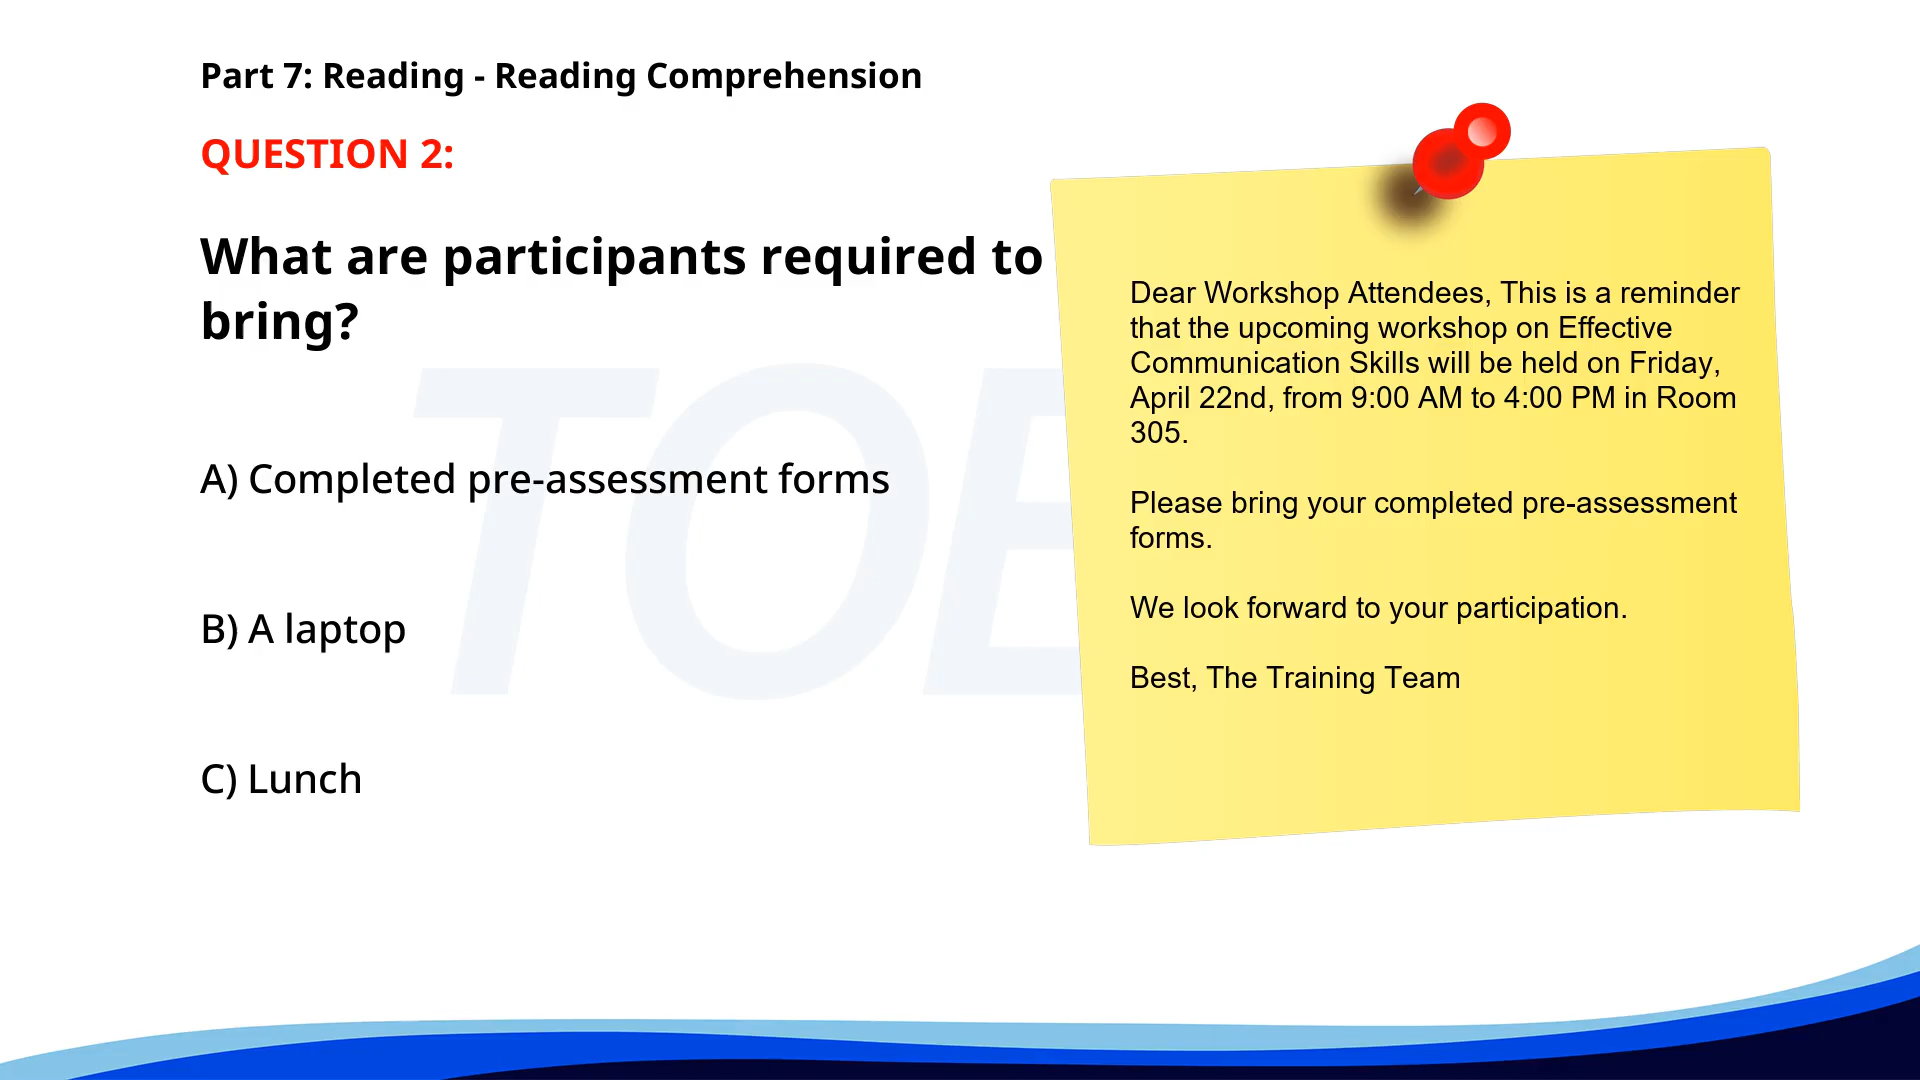 Part 7: Reading - Reading Comprehension
QUESTION 2:
What are participants required to
bring?
A) Completed pre-assessment forms
B) A laptop
C) Lunch
Dear Workshop Attendees, This is a reminder
that the upcoming workshop on Effective
Communication Skills will be held on Friday,
April 22nd, from 9:00 AM to 4:00 PM in Room
305.
Please bring your completed pre-assessment
forms.
We look forward to your participation.
Best, The Training Team